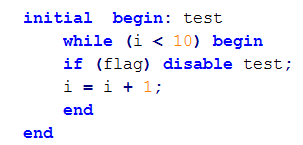 initial  begin: test
    while (i < 10) begin
    if (flag) disable test;
    i = i + 1;
    end
end